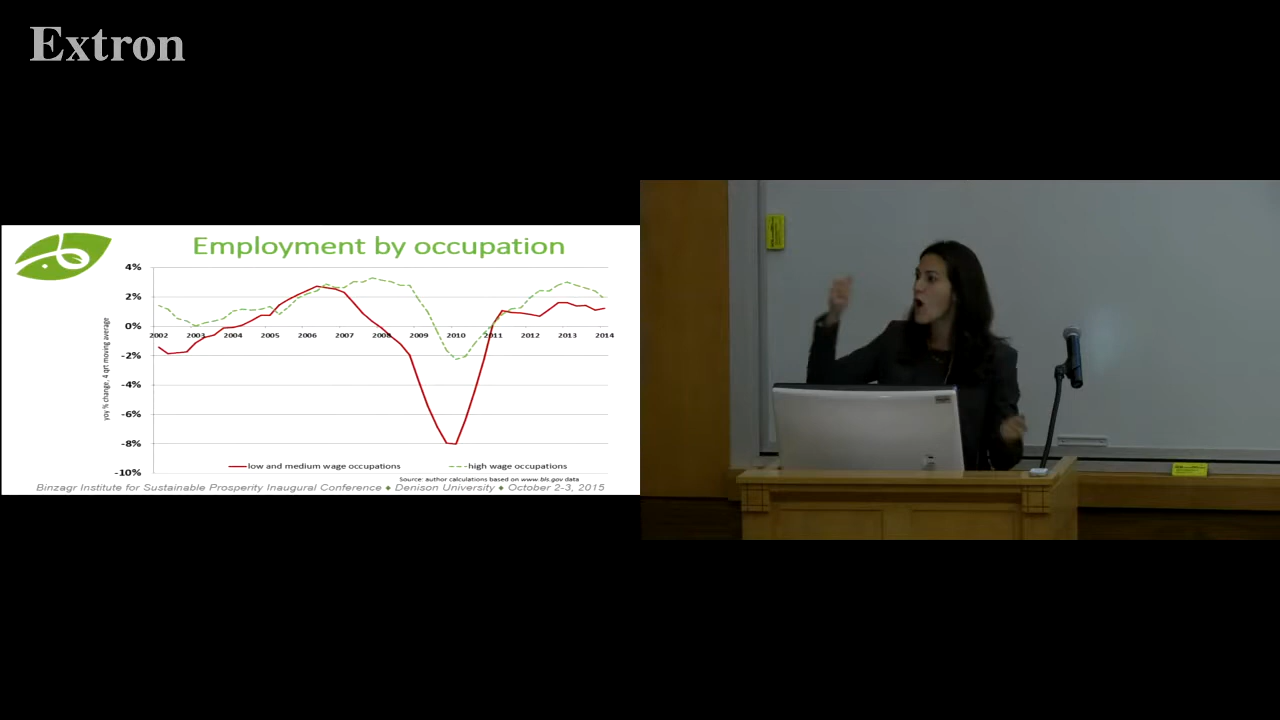 Extron
Employment by occupation
4%
2%
0%
-2%
-4%
-6%
-8%
-10%
yoy % change, 4 qrt moving average
2002 2003 2004 2005 2006 2007 2008 2009 2010 2011 2012 2013 2014
low and medium wage occupations
high wage occupations
Source: author calculations based on www.bls.gov data
Binzagr Institute for Sustainable Prosperity Inaugural Conference ♦ Denison University ♦ October 2-3, 2015